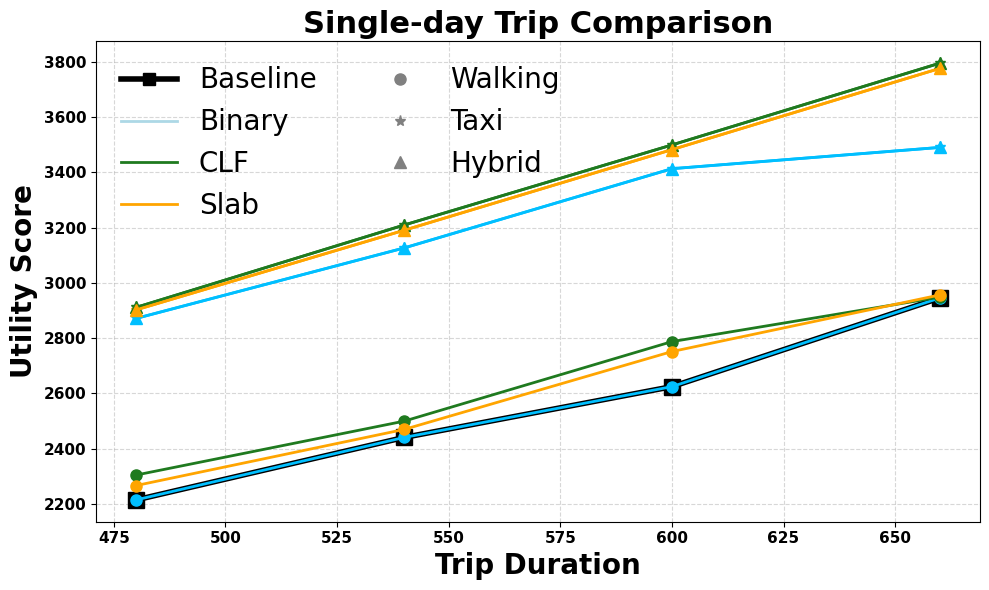 Single-day Trip Comparison
Utility Score
3800
3600
3400
3200
3000
2800
2600
2400
2200
Baseline
Binary
CLF
Slab
Walking
Taxi
Hybrid
475 500 525 550 575 600 625 650
Trip Duration